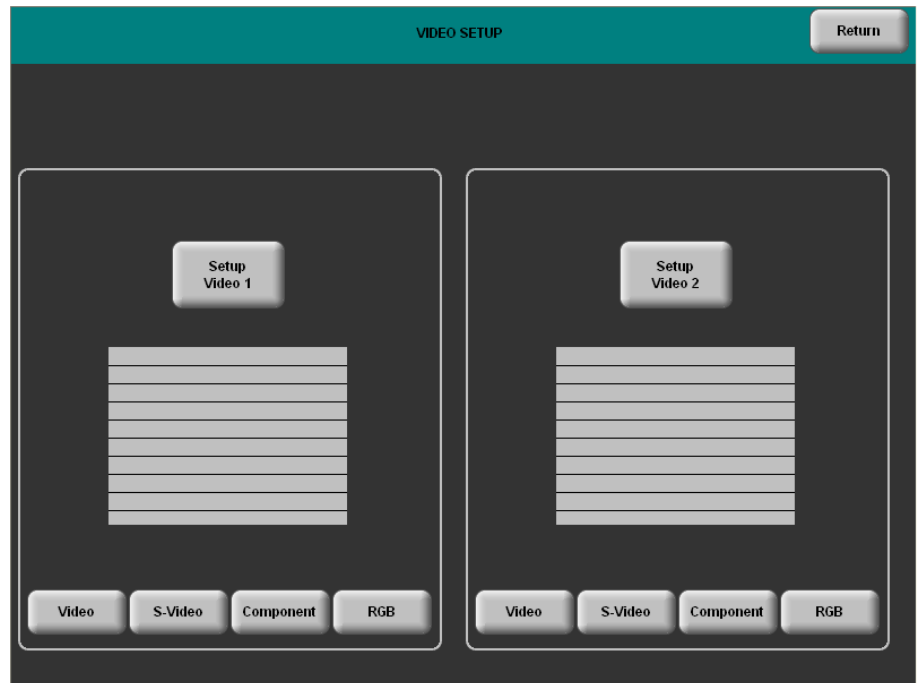 VIDEO SETUP
Return
Setup
Video 1
Video
S-Video
Component
RGB
Setup
Video 2
Video
S-Video
Component
RGB